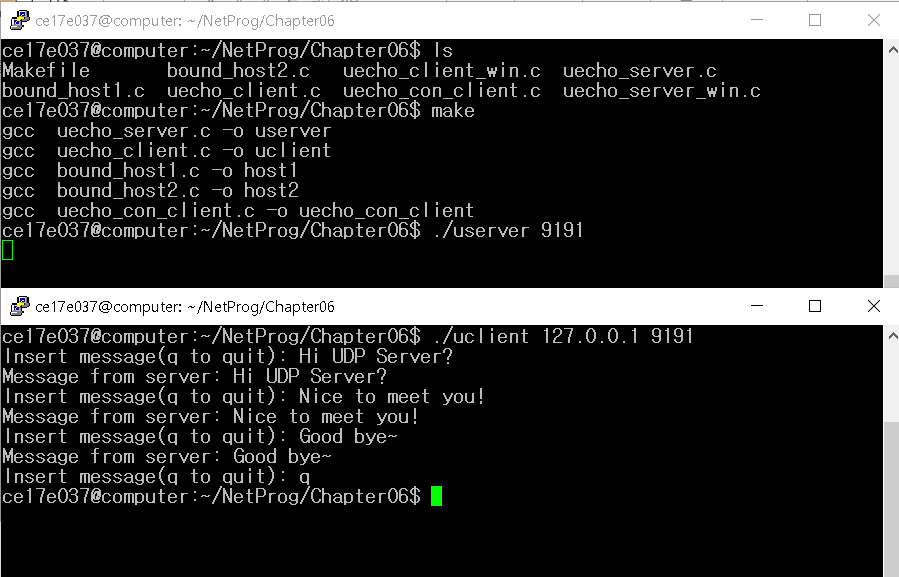 ce17e037@computer: ~/NetProg/Chapter06
ce17e037@computer:~/NetProg/Chapter06$ ls
Makefile       bound_host2.c   uecho_client_win.c  uecho_server.c
bound_host1.c  uecho_client.c  uecho_con_client.c  uecho_server_win.c
ce17e037@computer:~/NetProg/Chapter06$ make
gcc  uecho_server.c -o userver
gcc  uecho_client.c -o uclient
gcc  bound_host1.c -o host1
gcc  bound_host2.c -o host2
gcc  uecho_con_client.c -o uecho_con_client
ce17e037@computer:~/NetProg/Chapter06$ ./userver 9191
ce17e037@computer: ~/NetProg/Chapter06
ce17e037@computer:~/NetProg/Chapter06$ ./uclient 127.0.0.1 9191
Insert message(q to quit): Hi UDP Server?
Message from server: Hi UDP Server?
Insert message(q to quit): Nice to meet you!
Message from server: Nice to meet you!
Insert message(q to quit): Good bye~
Message from server: Good bye~
Insert message(q to quit): q
ce17e037@computer:~/NetProg/Chapter06$